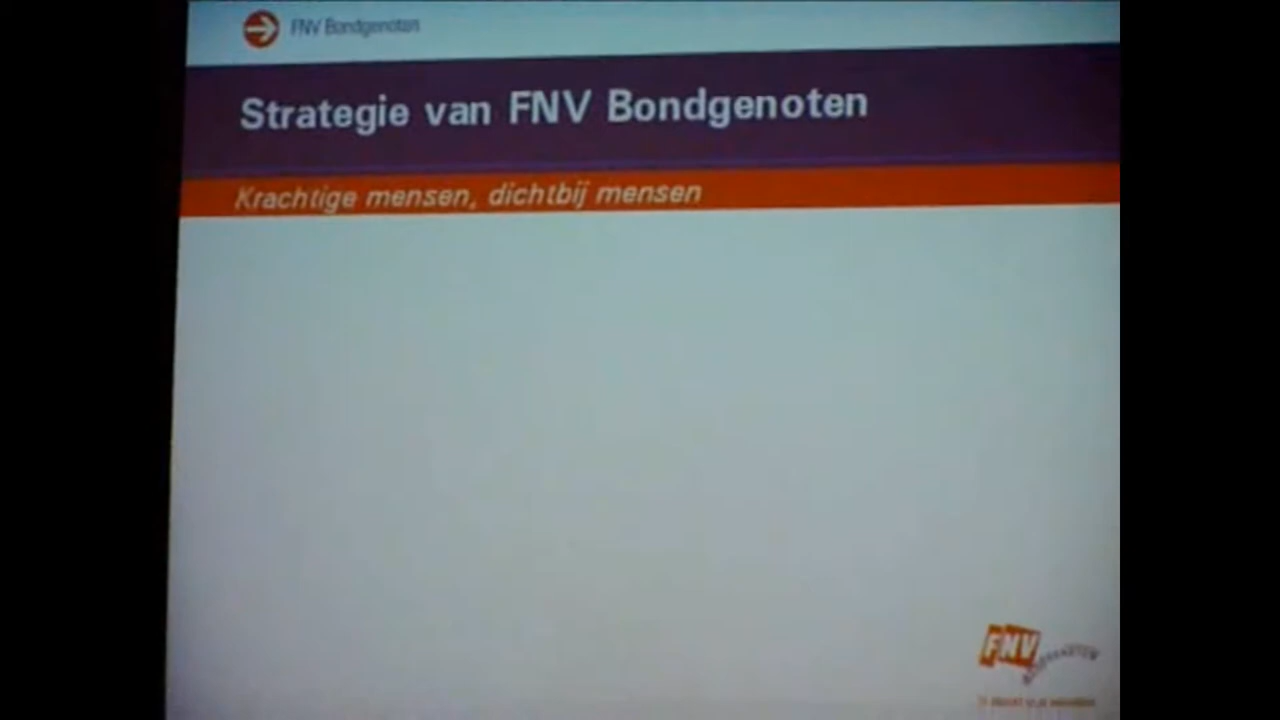 FNV Bondgenoten
Strategie van FNV Bondgenoten
Krachtige mensen, dichtbij mensen
FNV